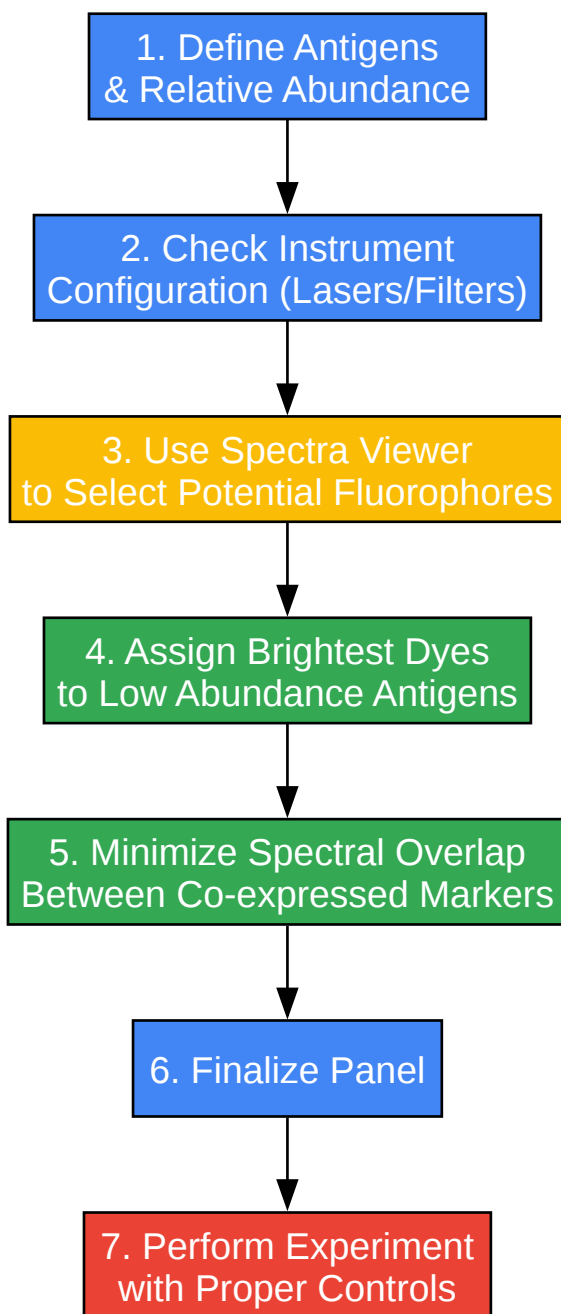 1. Define Antigens
& Relative Abundance
2. Check Instrument
Configuration (Lasers/Filters)
3. Use Spectra Viewer
to Select Potential Fluorophores
4. Assign Brightest Dyes
to Low Abundance Antigens
5. Minimize Spectral Overlap
Between Co-expressed Markers
6. Finalize Panel
7. Perform Experiment
with Proper Controls